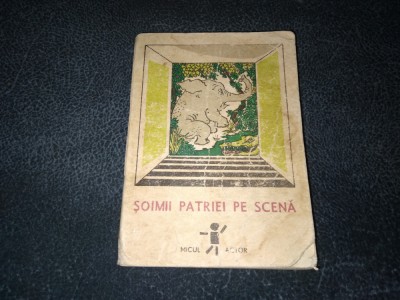 ȘOIMII PATRIEI PE SCENĂ
MICUL ACTOR